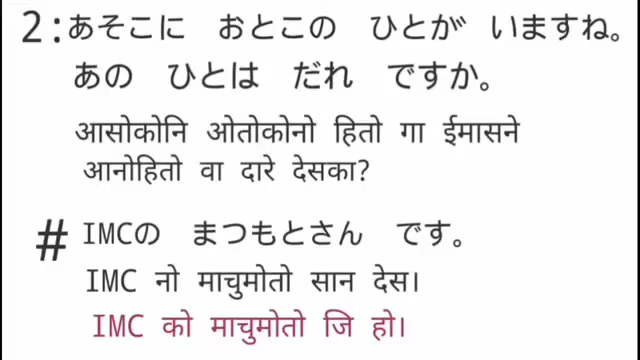 2:あそこに おとこの ひとが いますね。
あの ひとは だれ ですか。
आसोकोनि ओतोकोनो हितो गा ईमासने
आनोहितो वा दारे देसका?
# IMCの まつもとさん です。
IMC नो माचुमोतो सान देस।
IMC को माचुमोतो जि हो।